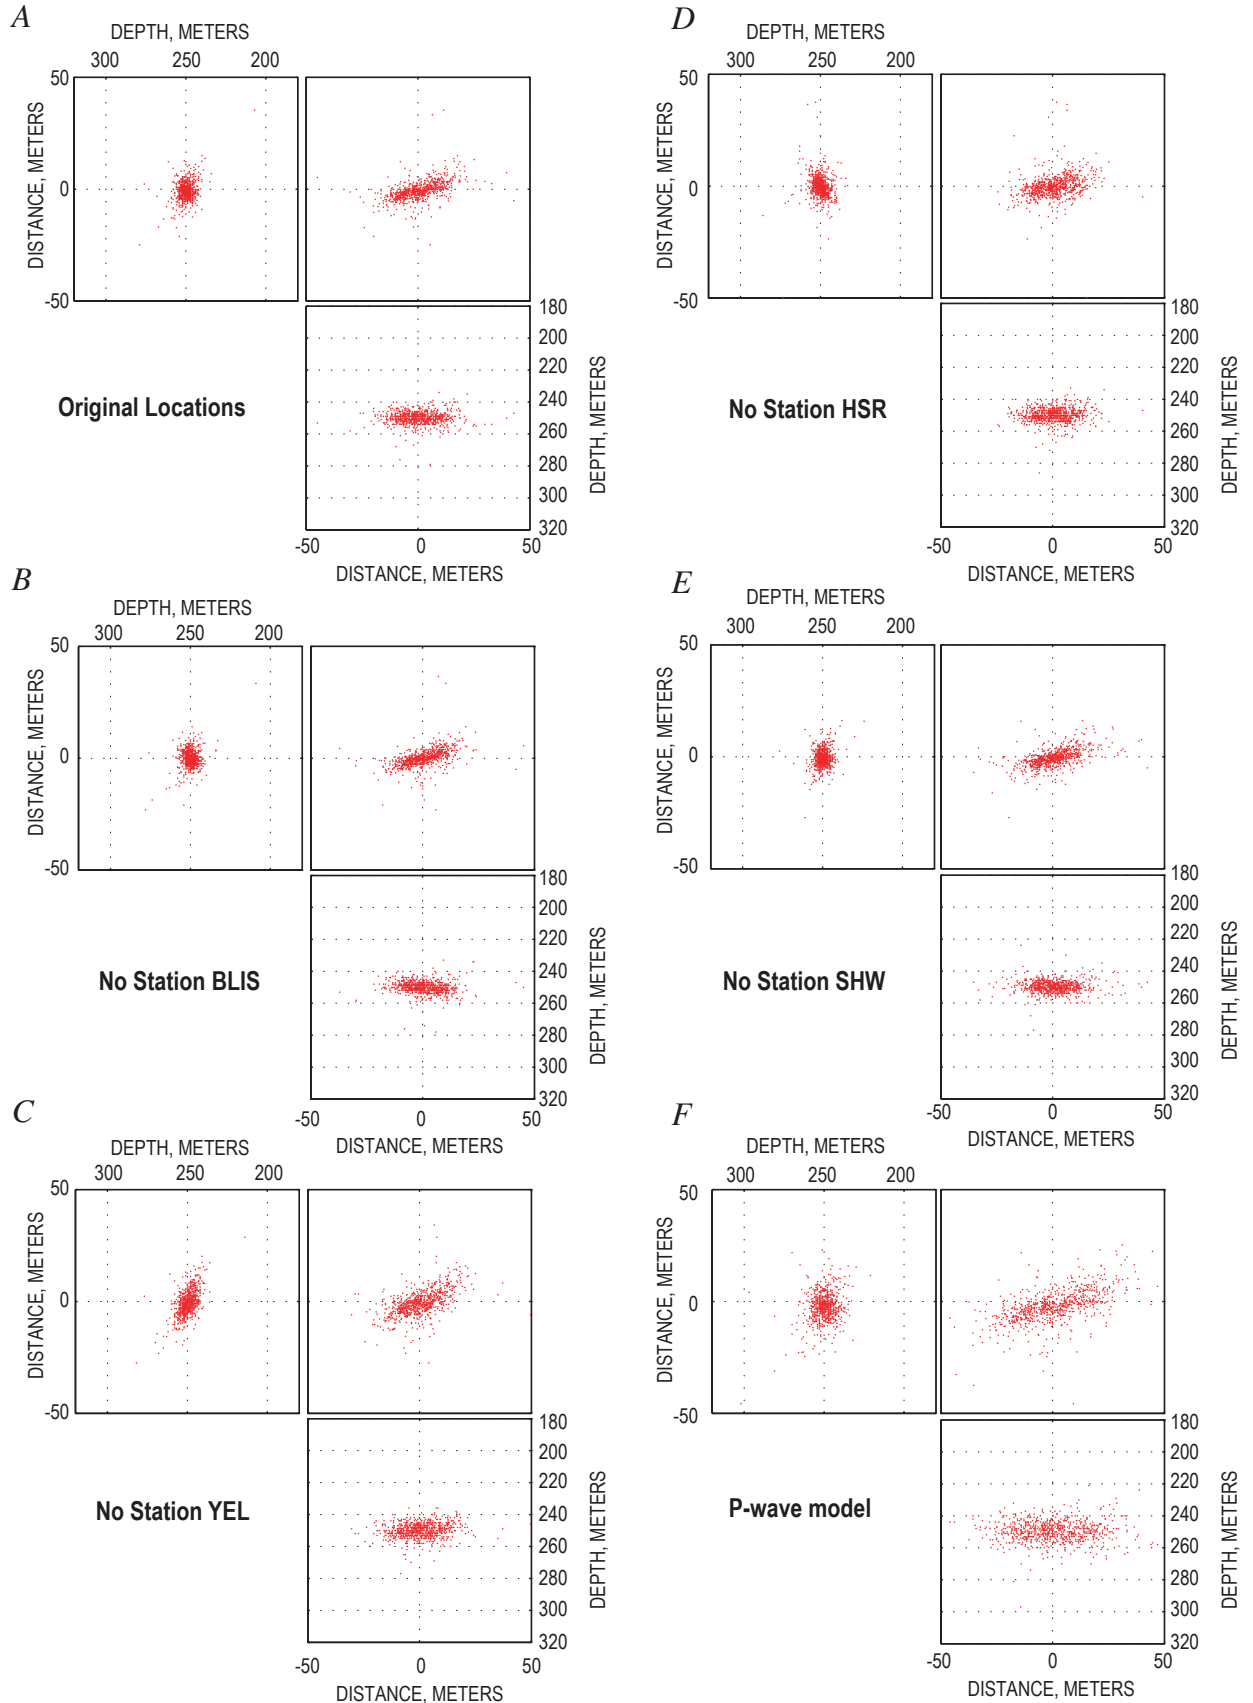 A
DEPTH, METERS
300 250 200
50
0
-50
DISTANCE, METERS
180
200
220
240
260
280
300
320
DEPTH, METERS
Original Locations
-50 0 50
DISTANCE, METERS
B
DEPTH, METERS
300 250 200
50
0
-50
DISTANCE, METERS
180
200
220
240
260
280
300
320
DEPTH, METERS
No Station BLIS
-50 0 50
DISTANCE, METERS
C
DEPTH, METERS
300 250 200
50
0
-50
DISTANCE, METERS
180
200
220
240
260
280
300
320
DEPTH, METERS
No Station YEL
-50 0 50
DISTANCE, METERS
D
DEPTH, METERS
300 250 200
50
0
-50
DISTANCE, METERS
180
200
220
240
260
280
300
320
DEPTH, METERS
No Station HSR
-50 0 50
DISTANCE, METERS
E
DEPTH, METERS
300 250 200
50
0
-50
DISTANCE, METERS
180
200
220
240
260
280
300
320
DEPTH, METERS
No Station SHW
-50 0 50
DISTANCE, METERS
F
DEPTH, METERS
300 250 200
50
0
-50
DISTANCE, METERS
180
200
220
240
260
280
300
320
DEPTH, METERS
P-wave model
-50 0 50
DISTANCE, METERS